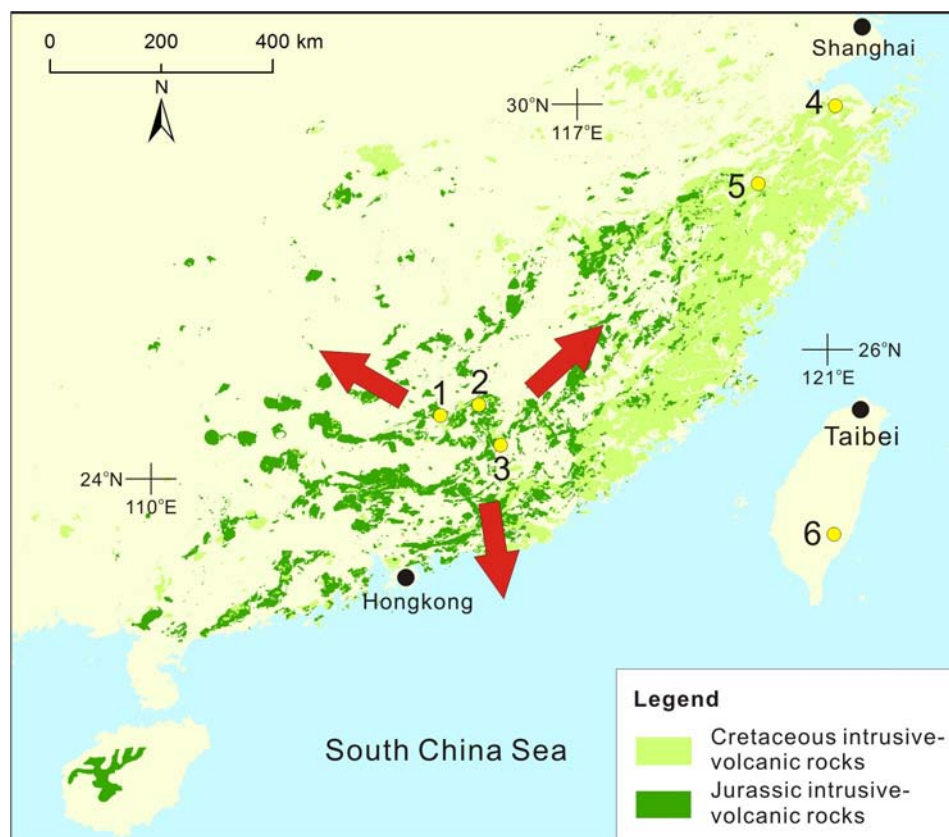 0 200 400 km
N
Shanghai
30°N
117°E
4
5
26°N
121°E
1
2
3
Taibei
24°N
110°E
6
Hongkong
South China Sea
Legend
Cretaceous intrusive-
volcanic rocks
Jurassic intrusive-
volcanic rocks